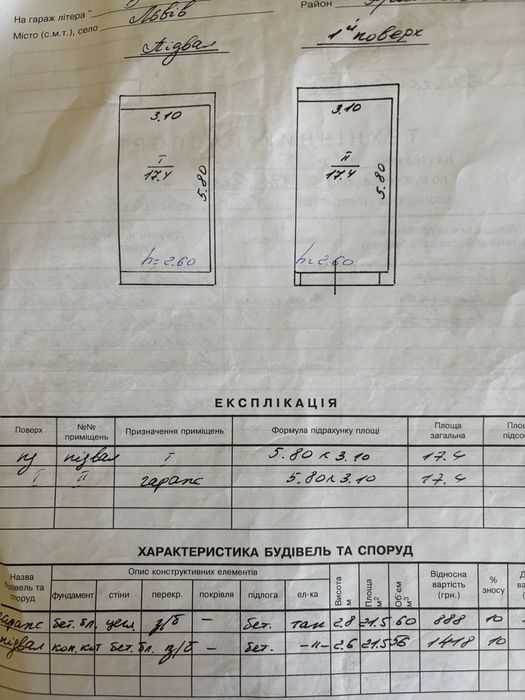 На гараж літера "
Місто (с.м.т.), село Львів
Район
Підвал
1й поверх
3.10
I
17.4
5.80
h=2.60
3.10
II
17.4
5.80
h=2.60
ЕКСПЛІКАЦІЯ
Поверх №№ приміщень Призначення приміщень Формула підрахунку площі Площа загальна Площа
підвал I 5.80 х 3.10 17.4
I II гараж 5.80 х 3.10 17.4
ХАРАКТЕРИСТИКА БУДІВЕЛЬ ТА СПОРУД
Назва будівель та споруд Опис конструктивних елементів Висота м Площа м2 Об'єм м3 Відносна вартість (грн.) % зносу
фундамент стіни перекр. покрівля підлога ел-ка
гараж бет. бл. цегл з/б — бет. так 2.8 21.5 60 888 10
підвал бет. бл. з/б — бет. -"- 2.6 21.5 56 1418 10